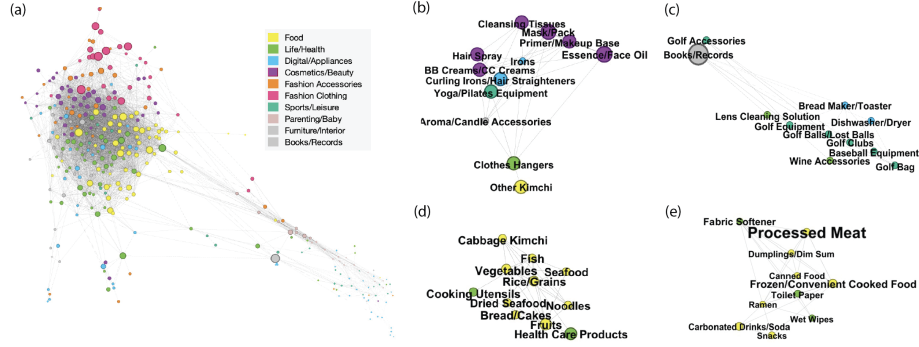 (a)
Food
Life/Health
Digital/Appliances
Cosmetics/Beauty
Fashion Accessories
Fashion Clothing
Sports/Leisure
Parenting/Baby
Furniture/Interior
Books/Records
(b)
Cleansing Tissues
Mask/Pack
Primer/Makeup Base
Hair Spray
Essence/Face Oil
Irons
BB Creams/CC Creams
Curling Irons/Hair Straighteners
Yoga/Pilates Equipment
Aroma/Candle Accessories
Clothes Hangers
Other Kimchi
(c)
Golf Accessories
Books/Records
Bread Maker/Toaster
Lens Cleaning Solution
Dishwasher/Dryer
Golf Equipment
Golf Balls/Lost Balls
Golf Clubs
Baseball Equipment
Wine Accessories
Golf Bag
(d)
Cabbage Kimchi
Fish
Vegetables
Seafood
Rice/Grains
Cooking Utensils
Dried Seafood
Noodles
Bread/Cakes
Fruits
Health Care Products
(e)
Fabric Softener
Processed Meat
Dumplings/Dim Sum
Canned Food
Frozen/Convenient Cooked Food
Toilet Paper
Ramen
Wet Wipes
Carbonated Drinks/Soda
Snacks